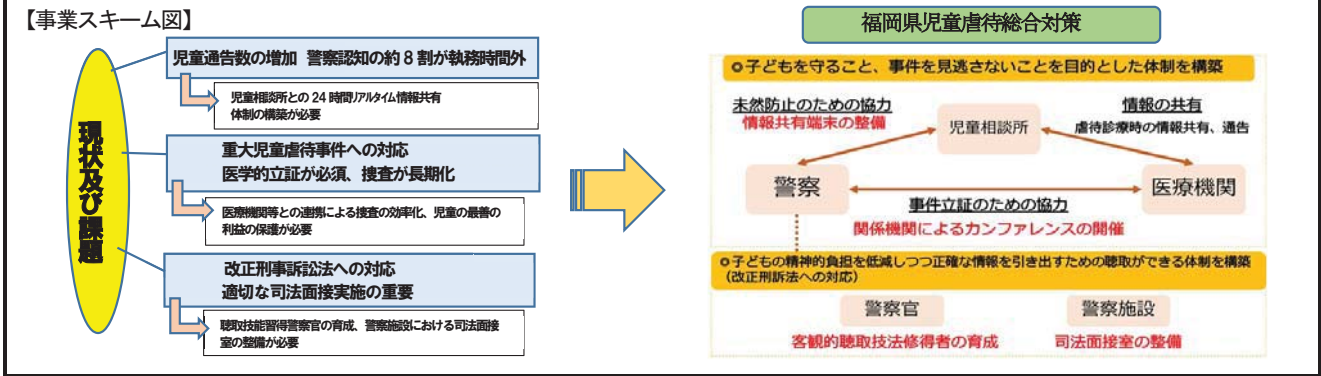 【事業スキーム図】
現状及び課題
児童通告数の増加 警察認知の約8割が執務時間外
児童相談所との24時間リアルタイム情報共有
体制の構築が必要
重大児童虐待事件への対応
医学的立証が必須、捜査が長期化
医療機関等との連携による捜査の効率化、児童の最善の
利益の保護が必要
改正刑事訴訟法への対応
適切な司法面接実施の重要
聴取技能習得警察官の育成、警察施設における司法面接
室の整備が必要
福岡県児童虐待総合対策
○子どもを守ること、事件を見逃さないことを目的とした体制を構築
未然防止のための協力
情報共有端末の整備
児童相談所
情報の共有
虐待診療時の情報共有、通告
警察
医療機関
事件立証のための協力
関係機関によるカンファレンスの開催
○子どもの精神的負担を低減しつつ正確な情報を引き出すための聴取ができる体制を構築
(改正刑訴法への対応)
警察官
警察施設
客観的聴取技法修得者の育成
司法面接室の整備